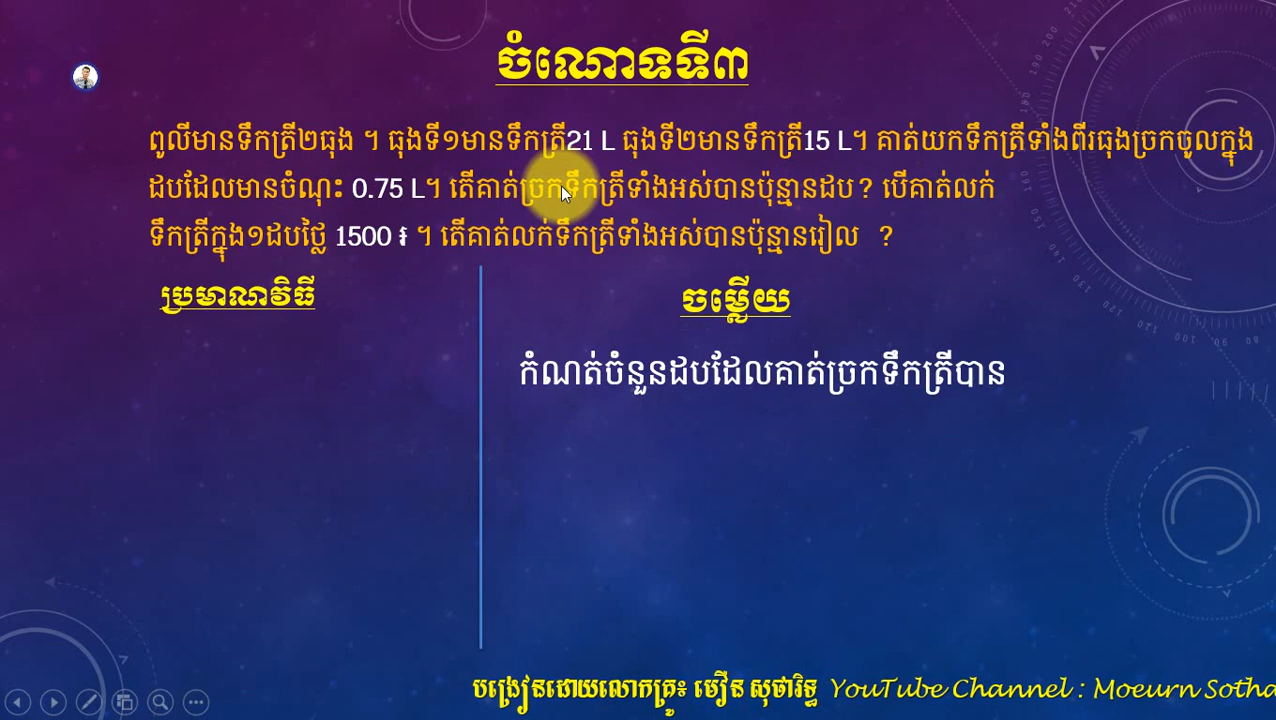 ចំណោទទី៣
ពូលីមានទឹកត្រី២ធុង ។ ធុងទី១មានទឹកត្រី21 L ធុងទី២មានទឹកត្រី15 L។ គាត់យកទឹកត្រីទាំងពីរធុងច្រកចូលក្នុង
ដបដែលមានចំណុះ 0.75 L។ តើគាត់ច្រកទឹកត្រីទាំងអស់បានប៉ុន្មានដប? បើគាត់លក់
ទឹកត្រីក្នុង១ដបថ្លៃ 1500 ៛ ។ តើគាត់លក់ទឹកត្រីទាំងអស់បានប៉ុន្មានរៀល ?
ប្រមាណវិធី
ចម្លើយ
កំណត់ចំនួនដបដែលគាត់ច្រកទឹកត្រីបាន
បង្រៀនដោយលោកគ្រូ៖ មឿន សុថារិទ្ធ YouTube Channel : Moeurn Sotha